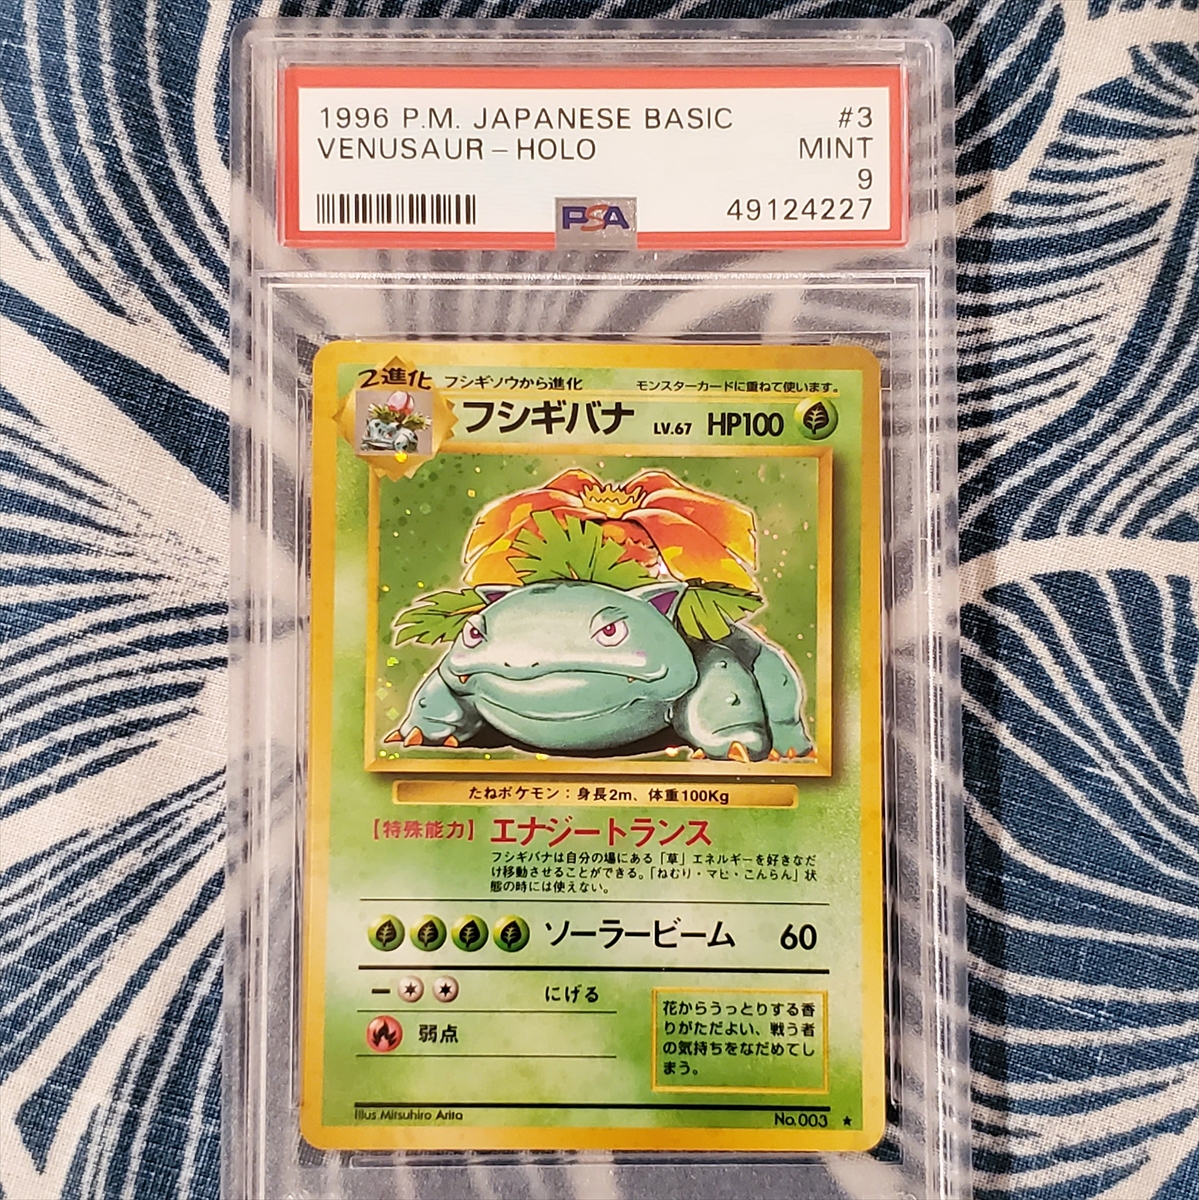 1996 P.M. JAPANESE BASIC #3
VENUSAUR - HOLO MINT
9
PSA 49124227
2進化 フシギソウから進化 モンスターカードに重ねて使います。
フシギバナ LV.67 HP100
たねポケモン：身長2m、体重100Kg
【特殊能力】 エナジートランス
フシギバナは自分の場にある「草」エネルギーを好きなだ
け移動させることができる。「ねむり・マヒ・こんらん」状
態の時には使えない。
ソーラービーム 60
にげる
弱点
花からうっとりする香
りがただよい、戦う者
の気持ちをなだめてし
まう。
Illus Mitsuhiro Arita No.003 ★